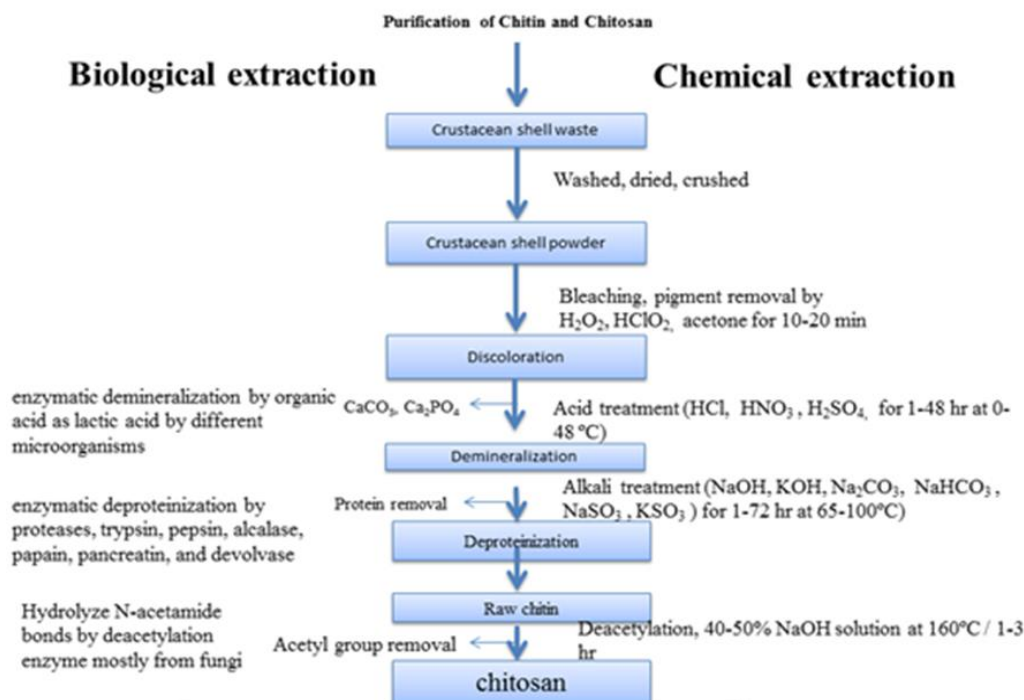 Purification of Chitin and Chitosan
Biological extraction
Chemical extraction
Crustacean shell waste
Washed, dried, crushed
Crustacean shell powder
Bleaching, pigment removal by
H₂O₂, HClO₂, acetone for 10-20 min
Discoloration
enzymatic demineralization by organic
acid as lactic acid by different
microorganisms
CaCO₃, Ca₂PO₄
Acid treatment (HCl, HNO₃, H₂SO₄, for 1-48 hr at 0-
48 ºC)
Demineralization
enzymatic deproteinization by
proteases, trypsin, pepsin, alcalase,
papain, pancreatin, and devolvase
Protein removal
Alkali treatment (NaOH, KOH, Na₂CO₃, NaHCO₃,
NaSO₃, KSO₃) for 1-72 hr at 65-100ºC)
Deproteinization
Raw chitin
Hydrolyze N-acetamide
bonds by deacetylation
enzyme mostly from fungi
Acetyl group removal
Deacetylation, 40-50% NaOH solution at 160ºC / 1-3
hr
chitosan